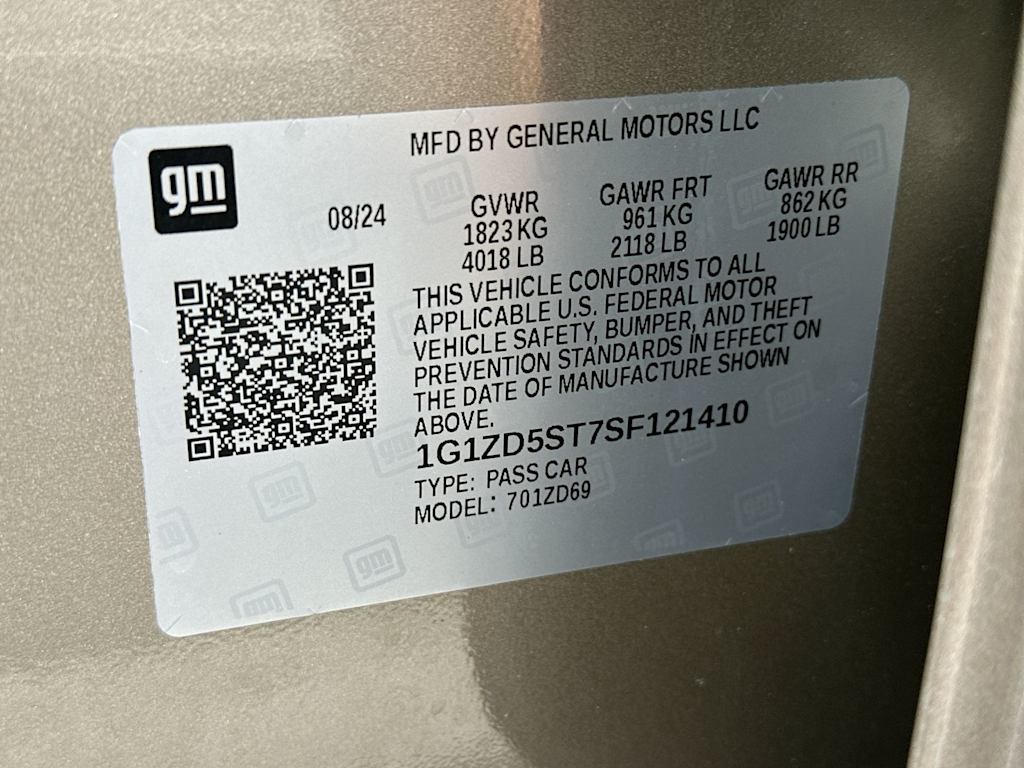 gm
MFD BY GENERAL MOTORS LLC
08/24
GVWR GAWR FRT GAWR RR
1823 KG 961 KG 862 KG
4018 LB 2118 LB 1900 LB
THIS VEHICLE CONFORMS TO ALL
APPLICABLE U.S. FEDERAL MOTOR
VEHICLE SAFETY, BUMPER, AND THEFT
PREVENTION STANDARDS IN EFFECT ON
THE DATE OF MANUFACTURE SHOWN
ABOVE.
1G1ZD5ST7SF121410
TYPE: PASS CAR
MODEL: 701ZD69
gm